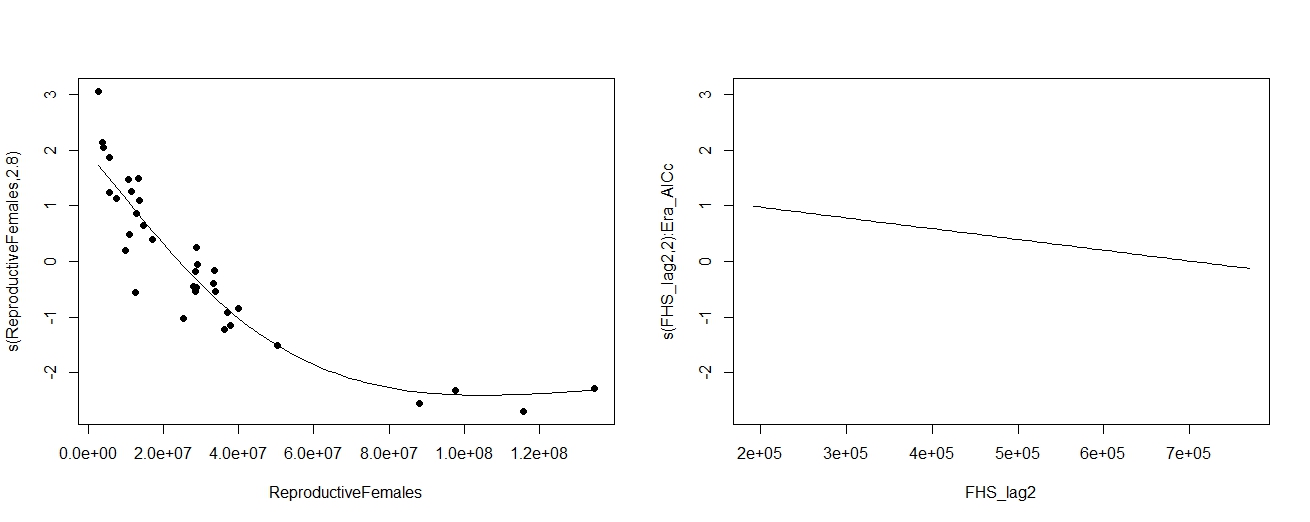 s(ReproductiveFemales,2.8)
3
2
1
0
-1
-2
0.0e+00 2.0e+07 4.0e+07 6.0e+07 8.0e+07 1.0e+08 1.2e+08
ReproductiveFemales
s(FHS_lag2,2):Era_AICc
3
2
1
0
-1
-2
2e+05 3e+05 4e+05 5e+05 6e+05 7e+05
FHS_lag2